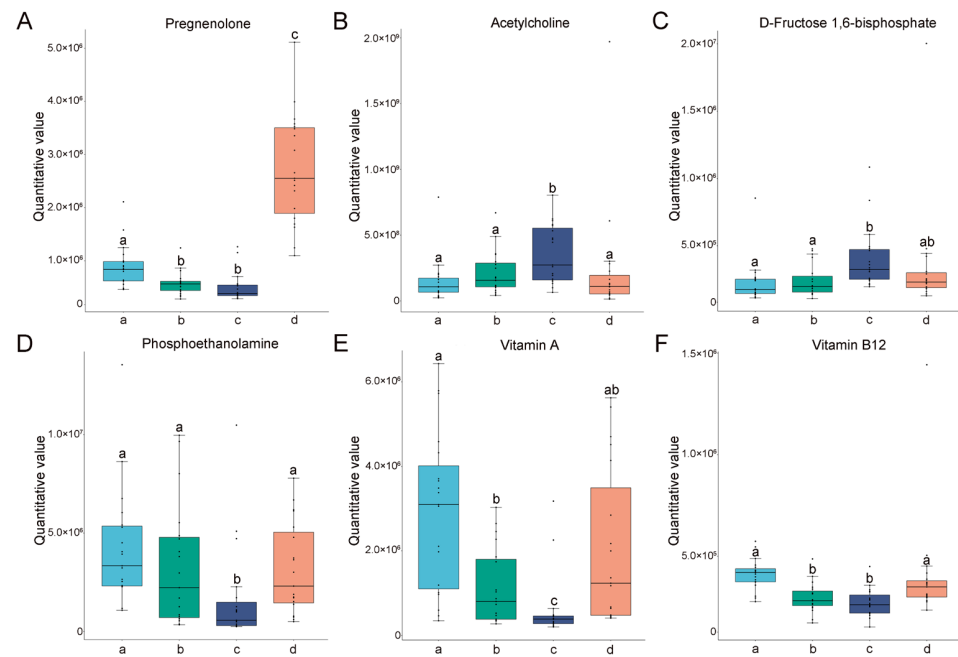 A
Pregnenolone
Quantitative value
5.0×10⁶
3.0×10⁶
2.0×10⁶
1.0×10⁶
0
a
b
b
c
a b c d
B
Acetylcholine
Quantitative value
2.0×10⁹
1.5×10⁹
1.0×10⁹
5.0×10⁸
0
a
a
b
a
a b c d
C
D-Fructose 1,6-bisphosphate
Quantitative value
2.0×10⁷
1.5×10⁶
1.0×10⁶
5.0×10⁵
0
a
a
b
ab
a b c d
D
Phosphoethanolamine
Quantitative value
1.0×10⁷
5.0×10⁶
0
a
a
b
a
a b c d
E
Vitamin A
Quantitative value
6.0×10⁶
4.0×10⁶
2.0×10⁶
0
a
b
c
ab
a b c d
F
Vitamin B12
Quantitative value
1.5×10⁶
1.0×10⁶
5.0×10⁵
0
a
b
b
a
a b c d